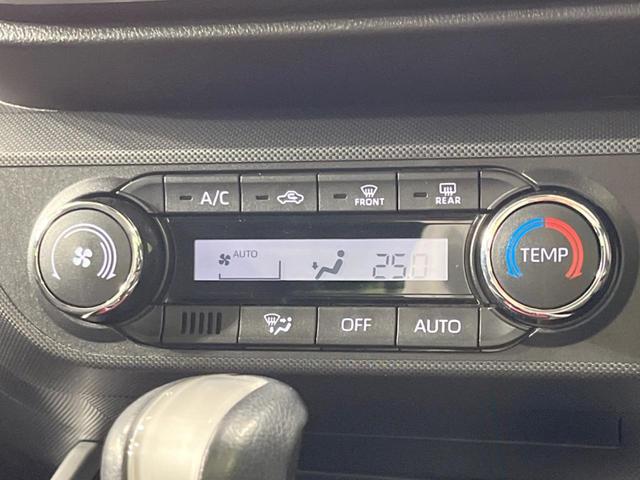 A/C FRONT REAR
AUTO
25.0
TEMP
OFF AUTO